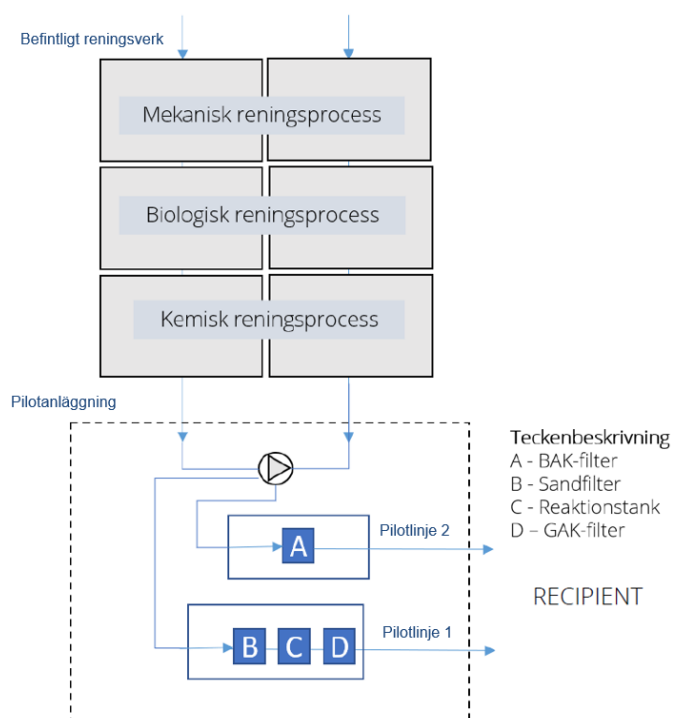 Befintligt reningsverk
Mekanisk reningsprocess
Biologisk reningsprocess
Kemisk reningsprocess
Pilotanläggning
Teckenbeskrivning
A - BAK-filter
B - Sandfilter
C - Reaktionstank
D – GAK-filter
Pilotlinje 2
A
RECIPIENT
Pilotlinje 1
B C D